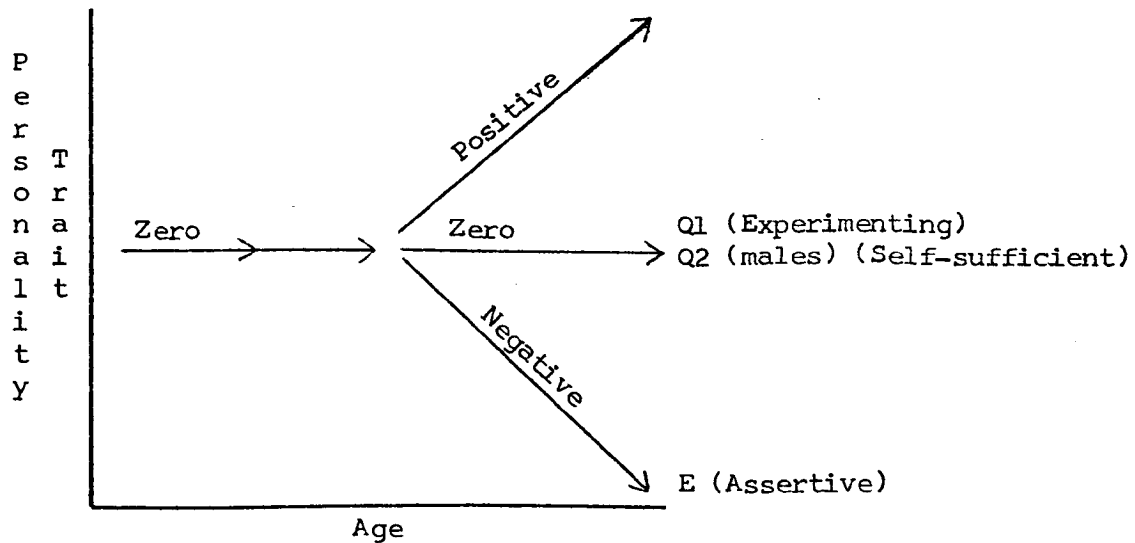 Personality
Trait
Positive
Zero
Zero
Q1 (Experimenting)
Q2 (males) (Self-sufficient)
Negative
E (Assertive)
Age